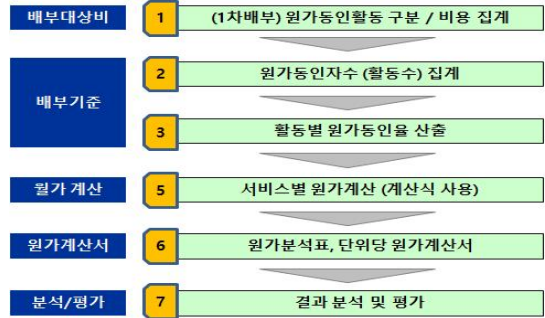 배부대상비
1
(1차배부) 원가동인활동 구분 / 비용 집계
배부기준
2
원가동인자수 (활동수) 집계
3
활동별 원가동인율 산출
원가 계산
5
서비스별 원가계산 (계산식 사용)
원가계산서
6
원가분석표, 단위당 원가계산서
분석/평가
7
결과 분석 및 평가